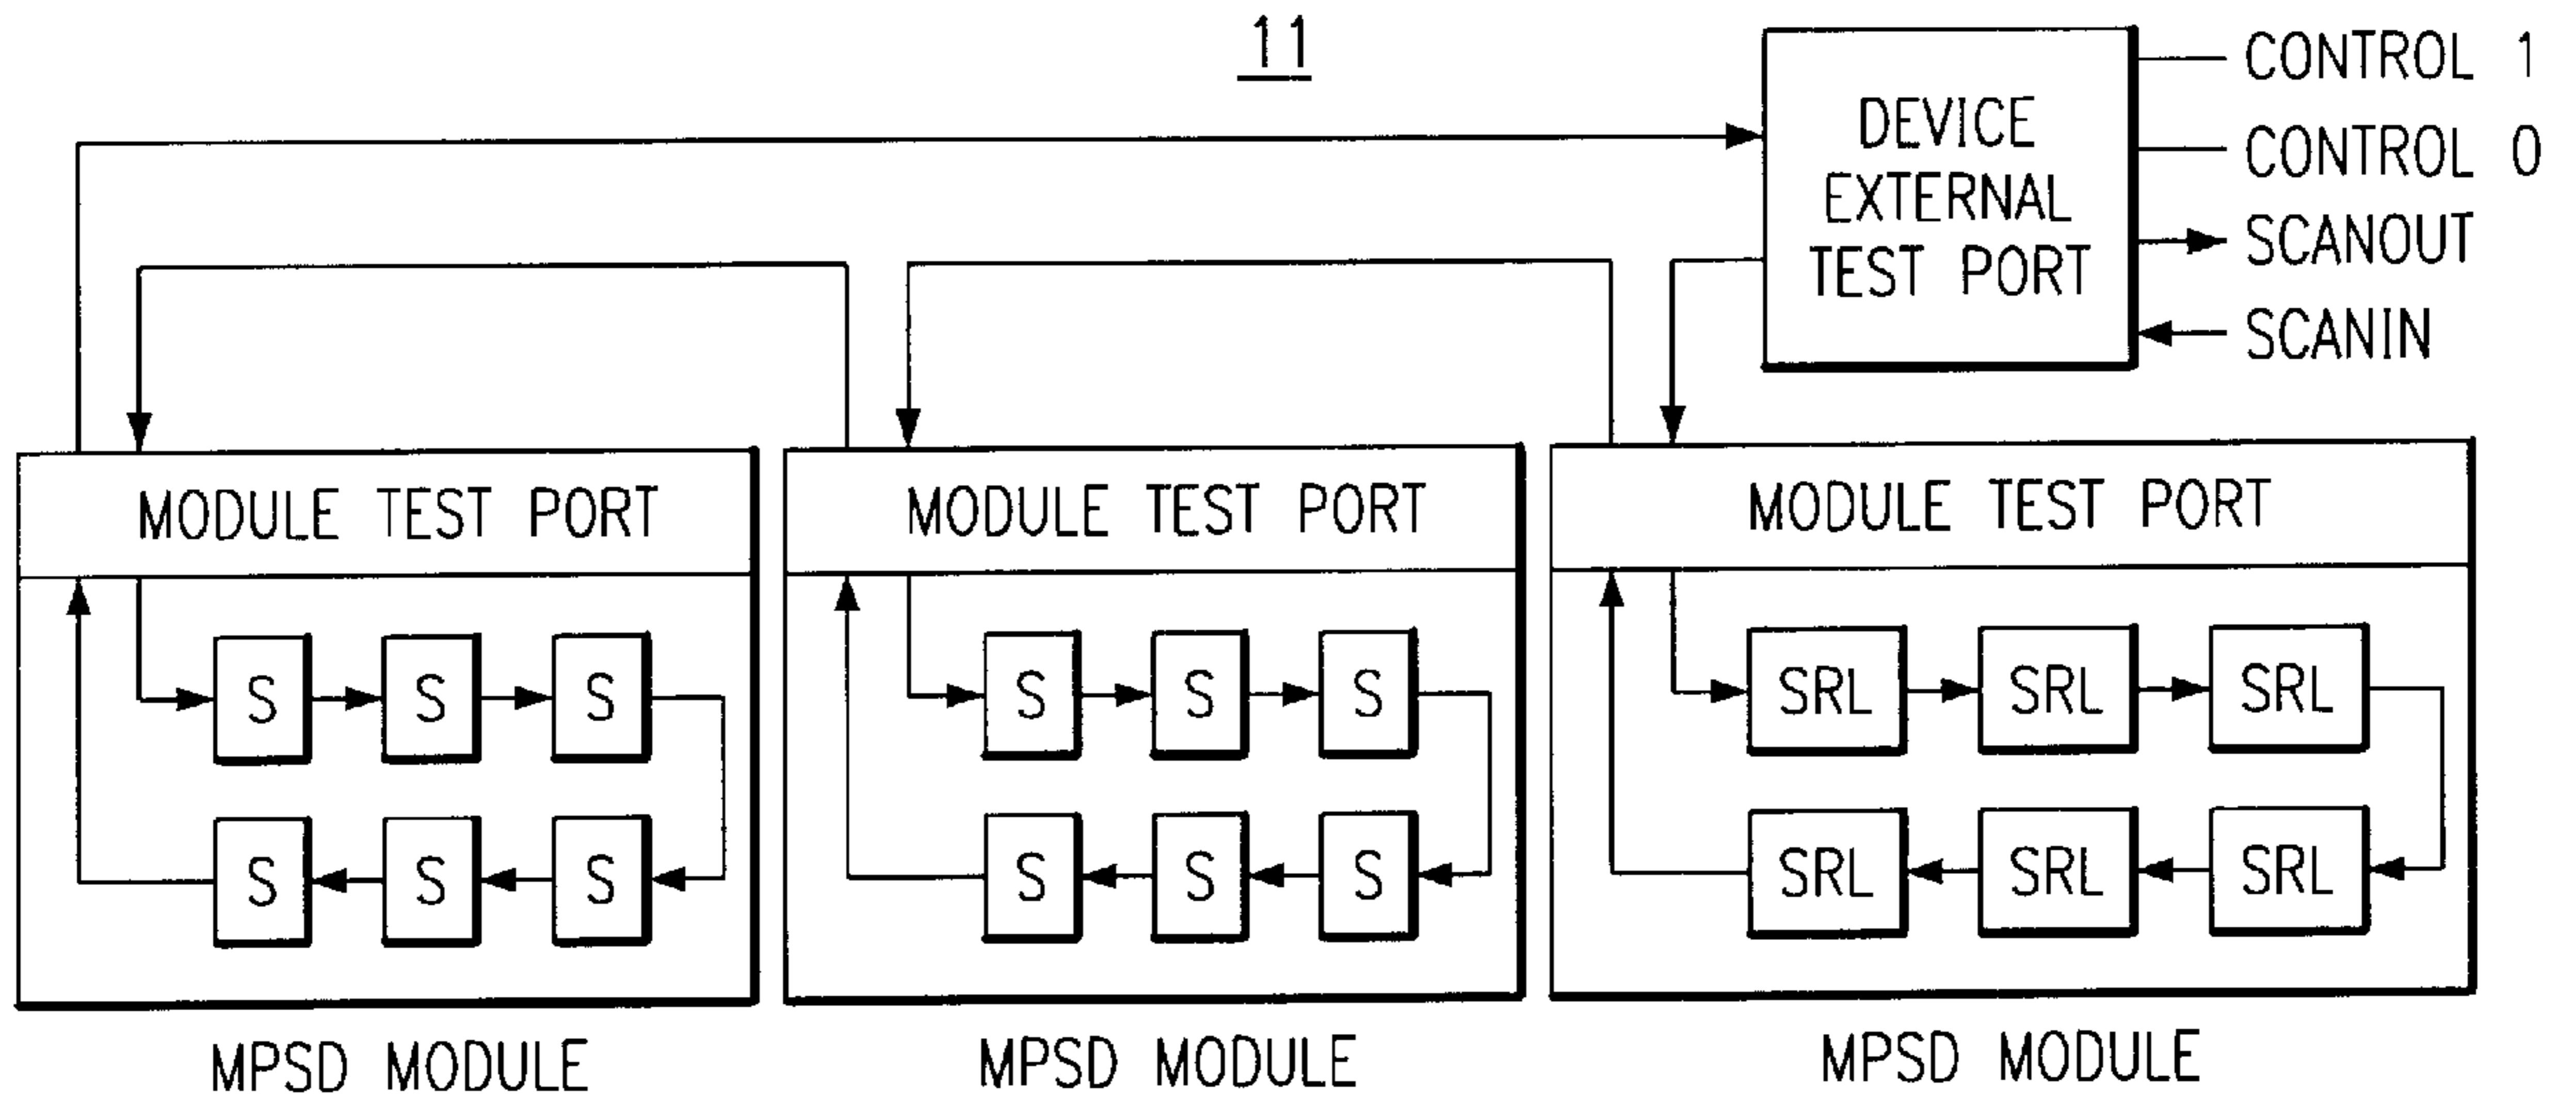 11
DEVICE
EXTERNAL
TEST PORT
CONTROL 1
CONTROL 0
SCANOUT
SCANIN
MODULE TEST PORT
MODULE TEST PORT
MODULE TEST PORT
S S S
S S S
SRL SRL SRL
S S S
S S S
SRL SRL SRL
MPSD MODULE
MPSD MODULE
MPSD MODULE